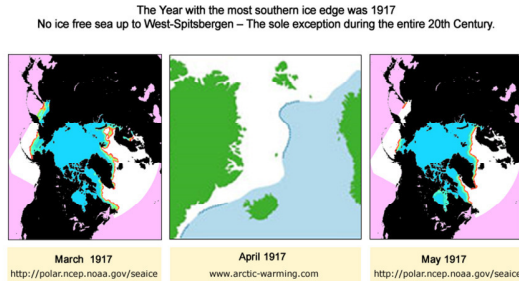 The Year with the most southern ice edge was 1917
No ice free sea up to West-Spitsbergen – The sole exception during the entire 20th Century.
March 1917
http://polar.ncep.noaa.gov/seaice
April 1917
www.arctic-warming.com
May 1917
http://polar.ncep.noaa.gov/seaice